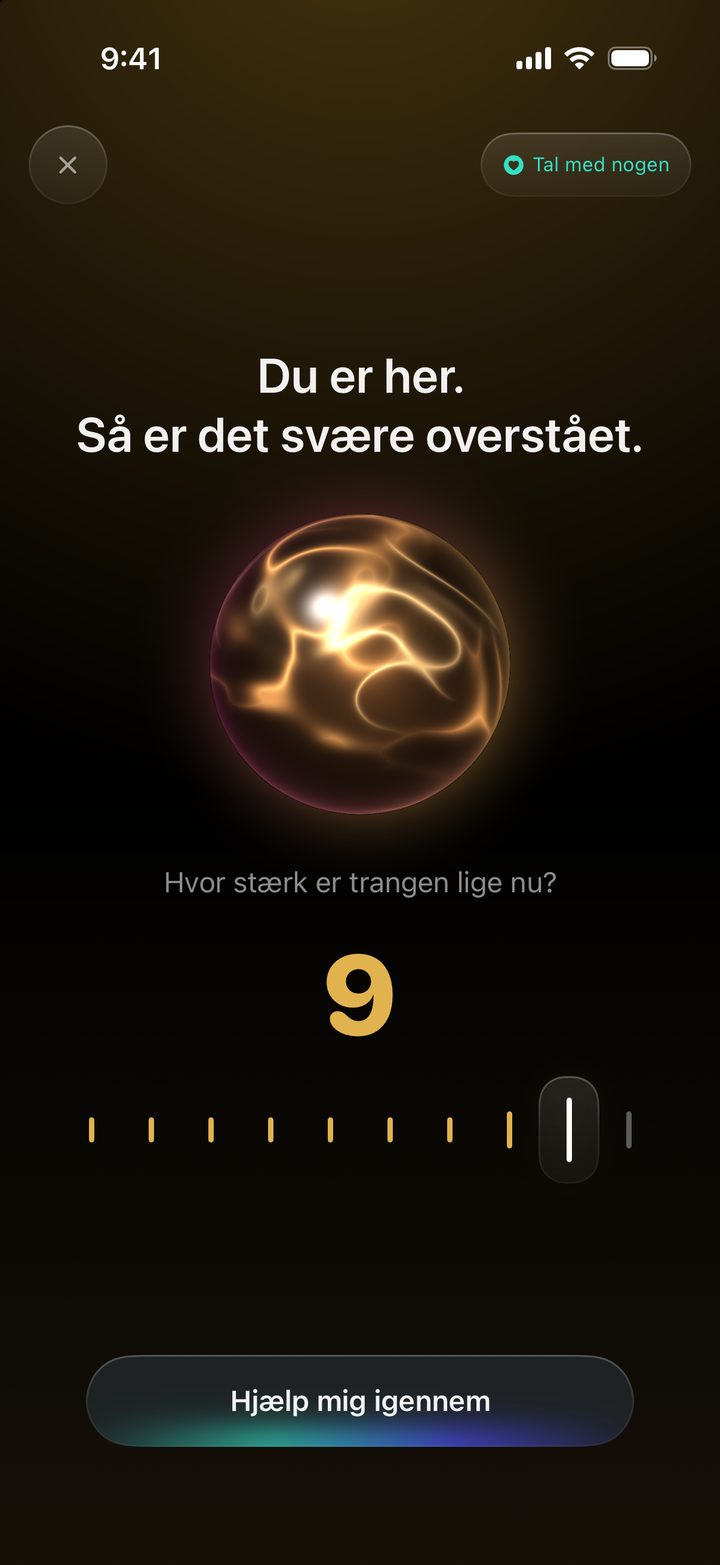 9:41
Tal med nogen
Du er her.
Så er det svære overstået.
Hvor stærk er trangen lige nu?
9
Hjælp mig igennem